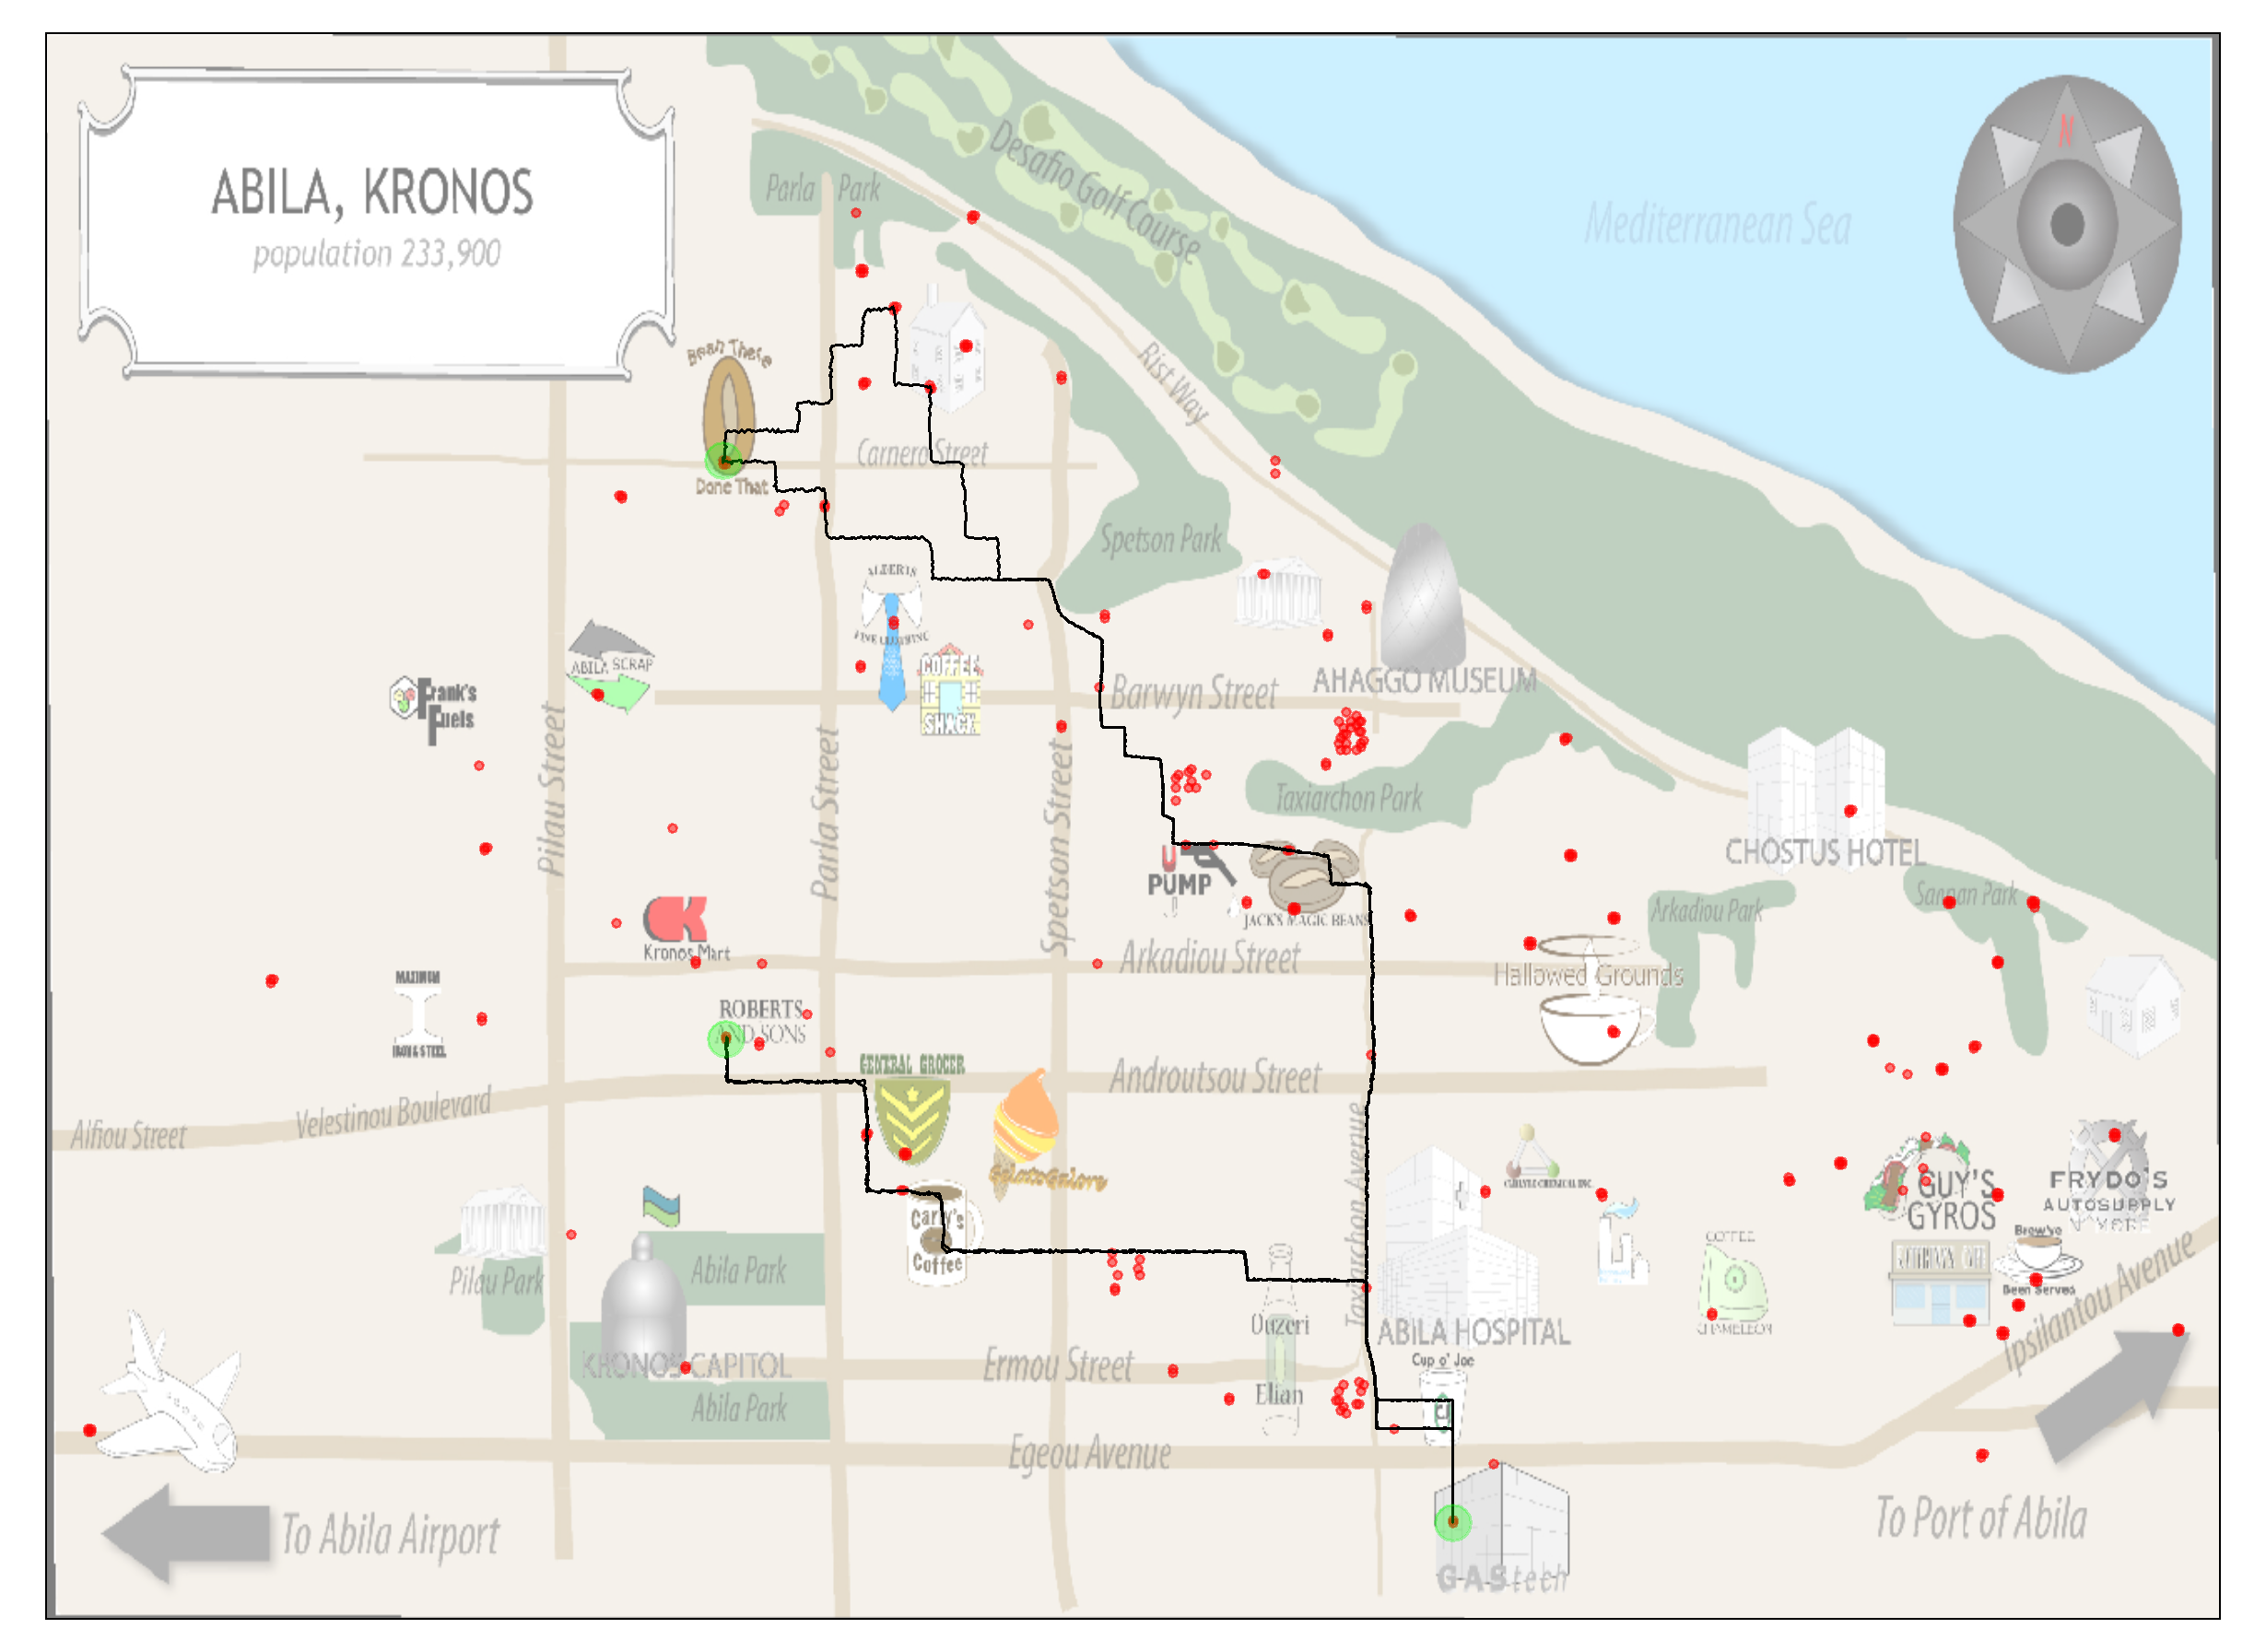 ABILA, KRONOS
population 233,900
N
Mediterranean Sea
Desafio Golf Course
Parla Park
Rist Way
Bean There
Done That
Carnero Street
Spetson Park
ALBERTS
FINE CLOTHING
COFFEE
SHACK
ABILA SCRAP
Frank's
Fuels
Barwyn Street
AHAGGO MUSEUM
Pilau Street
Parla Street
Spetson Street
Taxiarchon Park
CHOSTUS HOTEL
U
PUMP
JACK'S MAGIC BEANS
Kronos Mart
Arkadiou Street
Arkadiou Park
Sannan Park
Hallowed Grounds
MAXIMUM
IRON & STEEL
ROBERTS
AND SONS
GENERAL GROCER
Androutsou Street
Velestinou Boulevard
Alfiou Street
Gelato Galore
Carly's
Coffee
Taxiarchon Avenue
GUY'S
GYROS
FRYDO'S
AUTOSUPPLY
N' MORE
Brew've
Been Served
COFFEE
CHAMELEON
Pilau Park
Abila Park
Ouzeri
Elian
ABILA HOSPITAL
Cup o' Joe
KRONOS CAPITOL
Ermou Street
Abila Park
Egeou Avenue
Ipsilantou Avenue
To Abila Airport
To Port of Abila
GAStech